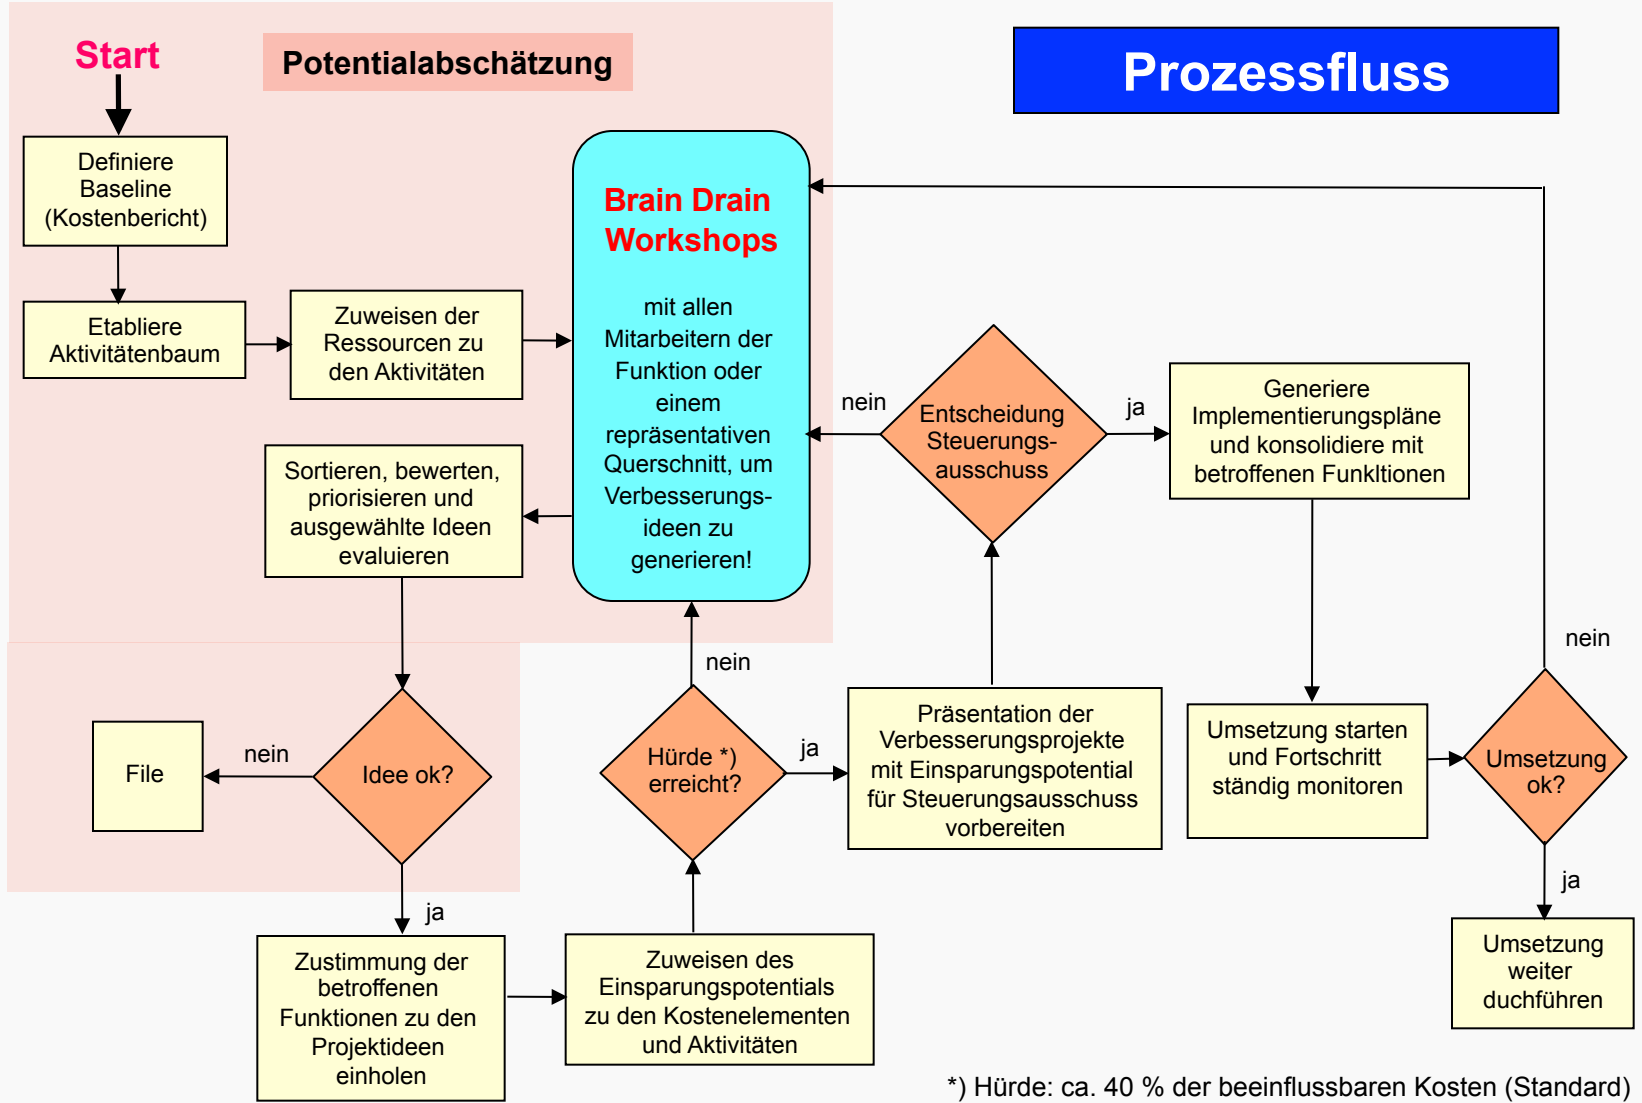 Start
Potentialabschätzung
Prozessfluss
Definiere
Baseline
(Kostenbericht)
Etabliere
Aktivitätenbaum
Zuweisen der
Ressourcen zu
den Aktivitäten
Brain Drain
Workshops
mit allen
Mitarbeitern der
Funktion oder
einem
repräsentativen
Querschnitt, um
Verbesserungs-
ideen zu
generieren!
Sortieren, bewerten,
priorisieren und
ausgewählte Ideen
evaluieren
nein
Entscheidung
Steuerungs-
ausschuss
ja
Generiere
Implementierungspläne
und konsolidiere mit
betroffenen Funkltionen
File
nein
Idee ok?
ja
nein
Hürde *)
erreicht?
ja
Präsentation der
Verbesserungsprojekte
mit Einsparungspotential
für Steuerungsausschuss
vorbereiten
Umsetzung starten
und Fortschritt
ständig monitoren
nein
Umsetzung
ok?
ja
Zustimmung der
betroffenen
Funktionen zu den
Projektideen
einholen
Zuweisen des
Einsparungspotentials
zu den Kostenelementen
und Aktivitäten
Umsetzung
weiter
duchführen
*) Hürde: ca. 40 % der beeinflussbaren Kosten (Standard)